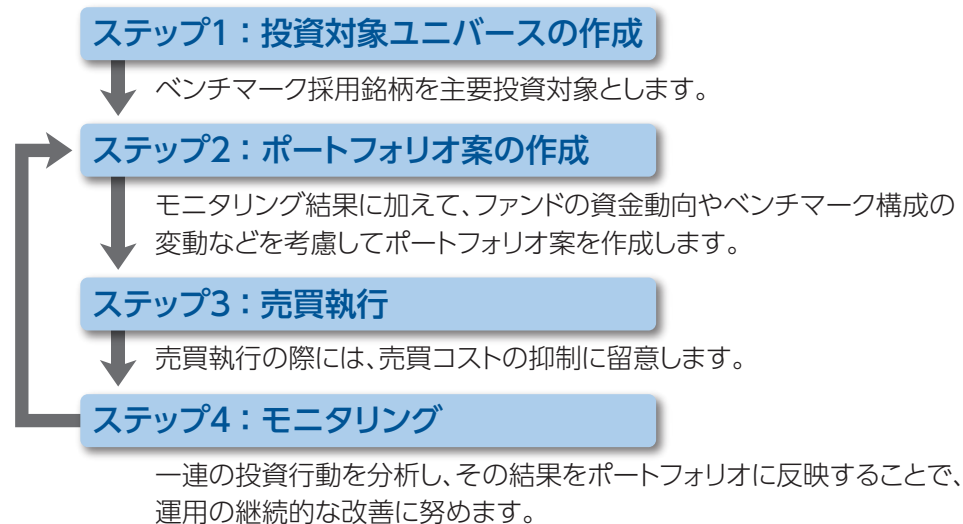 ステップ1：投資対象ユニバースの作成
ベンチマーク採用銘柄を主要投資対象とします。
ステップ2：ポートフォリオ案の作成
モニタリング結果に加えて、ファンドの資金動向やベンチマーク構成の
変動などを考慮してポートフォリオ案を作成します。
ステップ3：売買執行
売買執行の際には、売買コストの抑制に留意します。
ステップ4：モニタリング
一連の投資行動を分析し、その結果をポートフォリオに反映することで、
運用の継続的な改善に努めます。